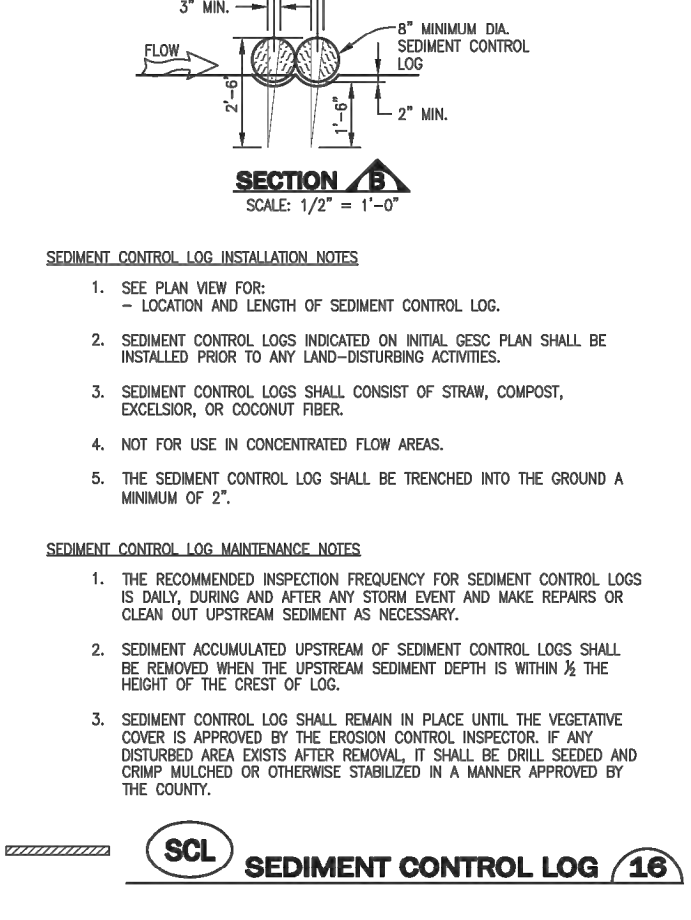 3" MIN.
8" MINIMUM DIA.
SEDIMENT CONTROL
LOG
FLOW
2'-6"
1'-6"
2" MIN.
SECTION B
SCALE: 1/2" = 1'-0"
SEDIMENT CONTROL LOG INSTALLATION NOTES
1. SEE PLAN VIEW FOR:
- LOCATION AND LENGTH OF SEDIMENT CONTROL LOG.
2. SEDIMENT CONTROL LOGS INDICATED ON INITIAL GESC PLAN SHALL BE
INSTALLED PRIOR TO ANY LAND-DISTURBING ACTIVITIES.
3. SEDIMENT CONTROL LOGS SHALL CONSIST OF STRAW, COMPOST,
EXCELSIOR, OR COCONUT FIBER.
4. NOT FOR USE IN CONCENTRATED FLOW AREAS.
5. THE SEDIMENT CONTROL LOG SHALL BE TRENCHED INTO THE GROUND A
MINIMUM OF 2".
SEDIMENT CONTROL LOG MAINTENANCE NOTES
1. THE RECOMMENDED INSPECTION FREQUENCY FOR SEDIMENT CONTROL LOGS
IS DAILY, DURING AND AFTER ANY STORM EVENT AND MAKE REPAIRS OR
CLEAN OUT UPSTREAM SEDIMENT AS NECESSARY.
2. SEDIMENT ACCUMULATED UPSTREAM OF SEDIMENT CONTROL LOGS SHALL
BE REMOVED WHEN THE UPSTREAM SEDIMENT DEPTH IS WITHIN ½ THE
HEIGHT OF THE CREST OF LOG.
3. SEDIMENT CONTROL LOG SHALL REMAIN IN PLACE UNTIL THE VEGETATIVE
COVER IS APPROVED BY THE EROSION CONTROL INSPECTOR. IF ANY
DISTURBED AREA EXISTS AFTER REMOVAL, IT SHALL BE DRILL SEEDED AND
CRIMP MULCHED OR OTHERWISE STABILIZED IN A MANNER APPROVED BY
THE COUNTY.
SCL
SEDIMENT CONTROL LOG 16